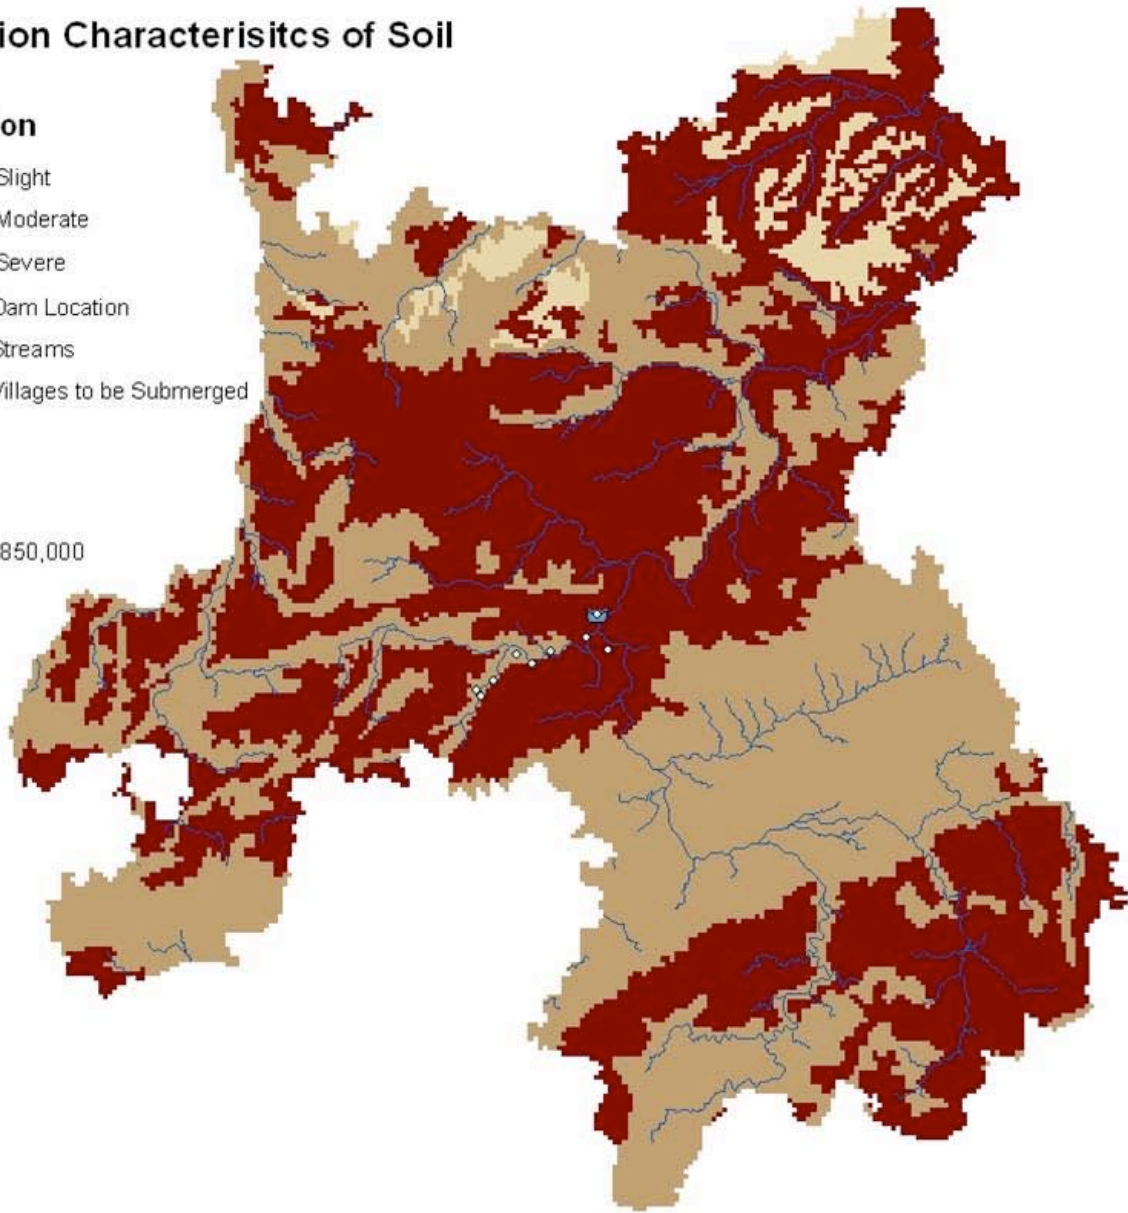 ion Characterisitcs of Soil
on
Slight
Moderate
Severe
Dam Location
Streams
Villages to be Submerged
850,000